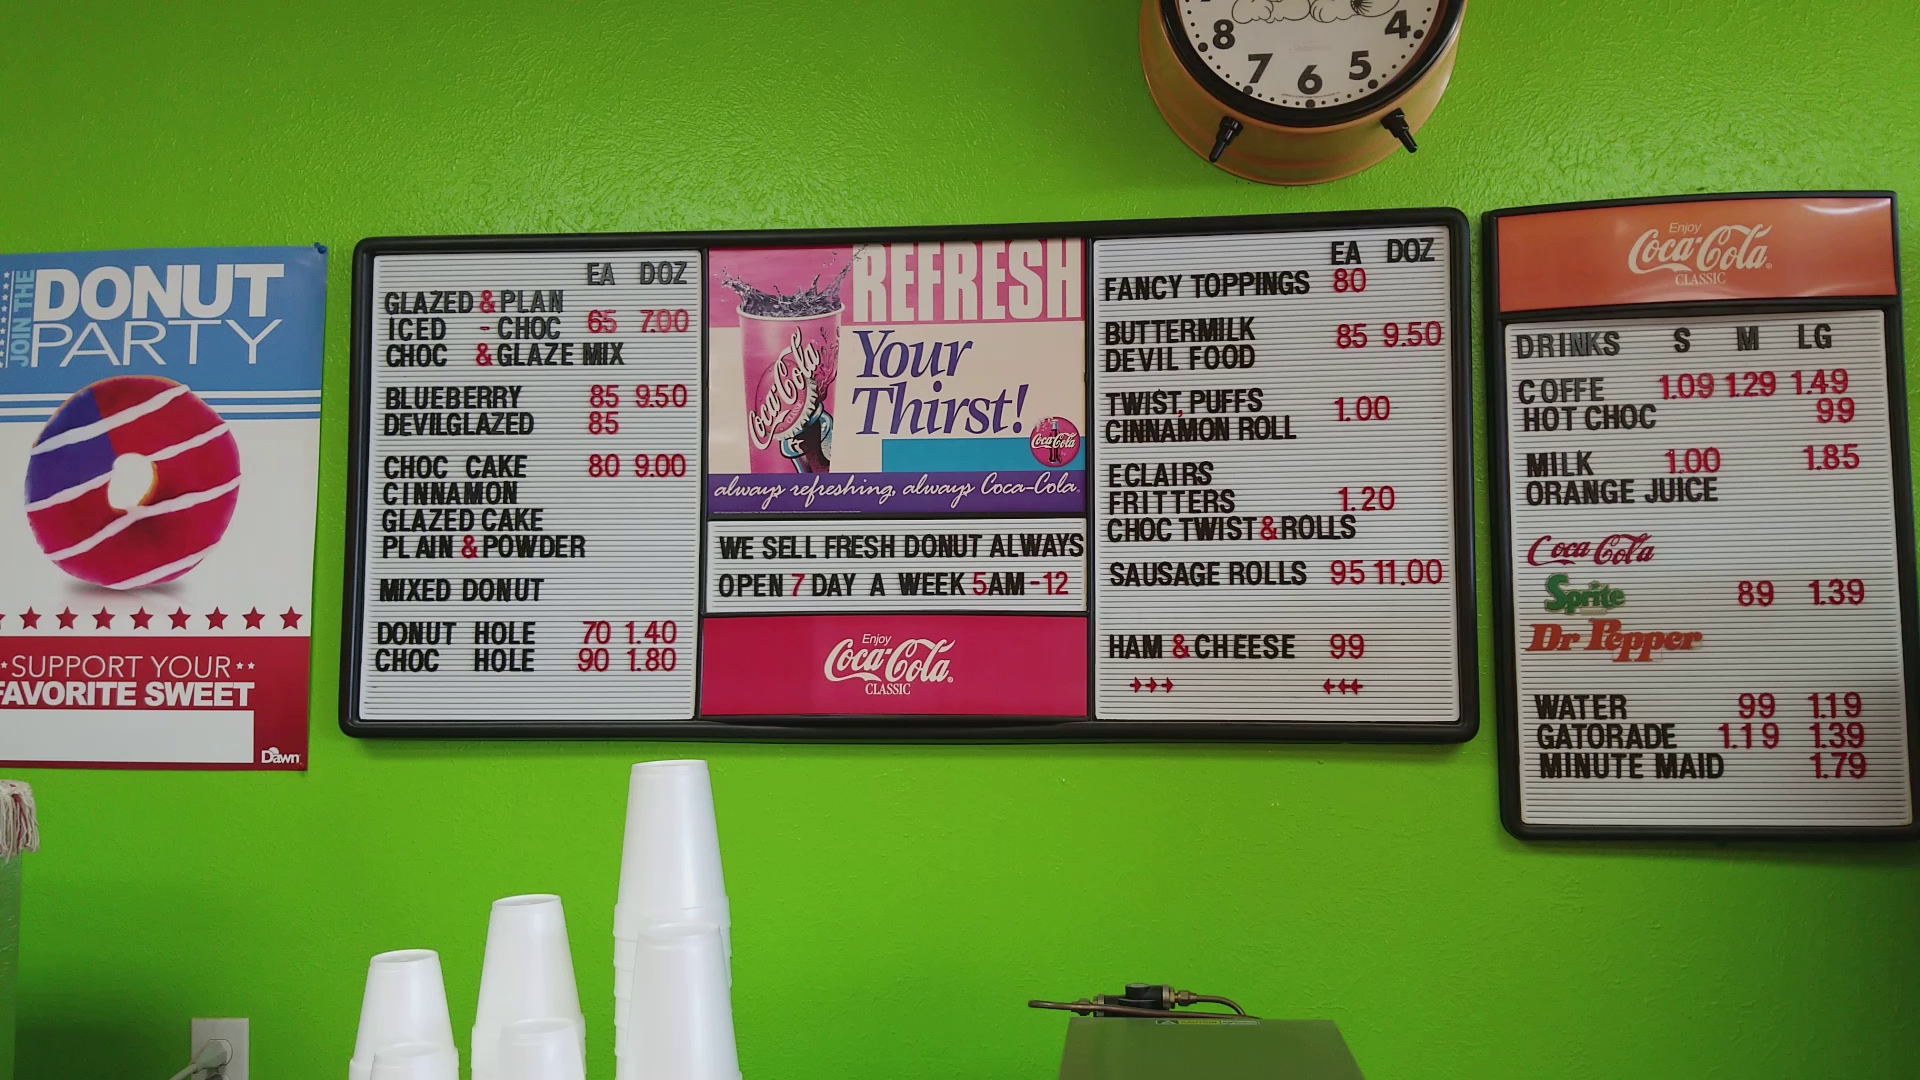 JOIN THE
DONUT
PARTY
SUPPORT YOUR
FAVORITE SWEET
Dawn
EA DOZ
GLAZED & PLAN
ICED - CHOC 65 7.00
CHOC & GLAZE MIX
BLUEBERRY 85 9.50
DEVILGLAZED 85
CHOC CAKE 80 9.00
CINNAMON
GLAZED CAKE
PLAIN & POWDER
MIXED DONUT
DONUT HOLE 70 1.40
CHOC HOLE 90 1.80
REFRESH
Your
Thirst!
Coca-Cola
Coca-Cola
always refreshing, always Coca-Cola.
WE SELL FRESH DONUT ALWAYS
OPEN 7 DAY A WEEK 5AM-12
Enjoy
Coca-Cola
CLASSIC
EA DOZ
FANCY TOPPINGS 80
BUTTERMILK 85 9.50
DEVIL FOOD
TWIST, PUFFS 1.00
CINNAMON ROLL
ECLAIRS
FRITTERS 1.20
CHOC TWIST & ROLLS
SAUSAGE ROLLS 95 11.00
HAM & CHEESE 99
8 7 6 5 4
Enjoy
Coca-Cola
CLASSIC
DRINKS S M LG
COFFE 1.09 1.29 1.49
HOT CHOC 99
MILK 1.00 1.85
ORANGE JUICE
Coca Cola
Sprite 89 1.39
Dr Pepper
WATER 99 1.19
GATORADE 1.19 1.39
MINUTE MAID 1.79